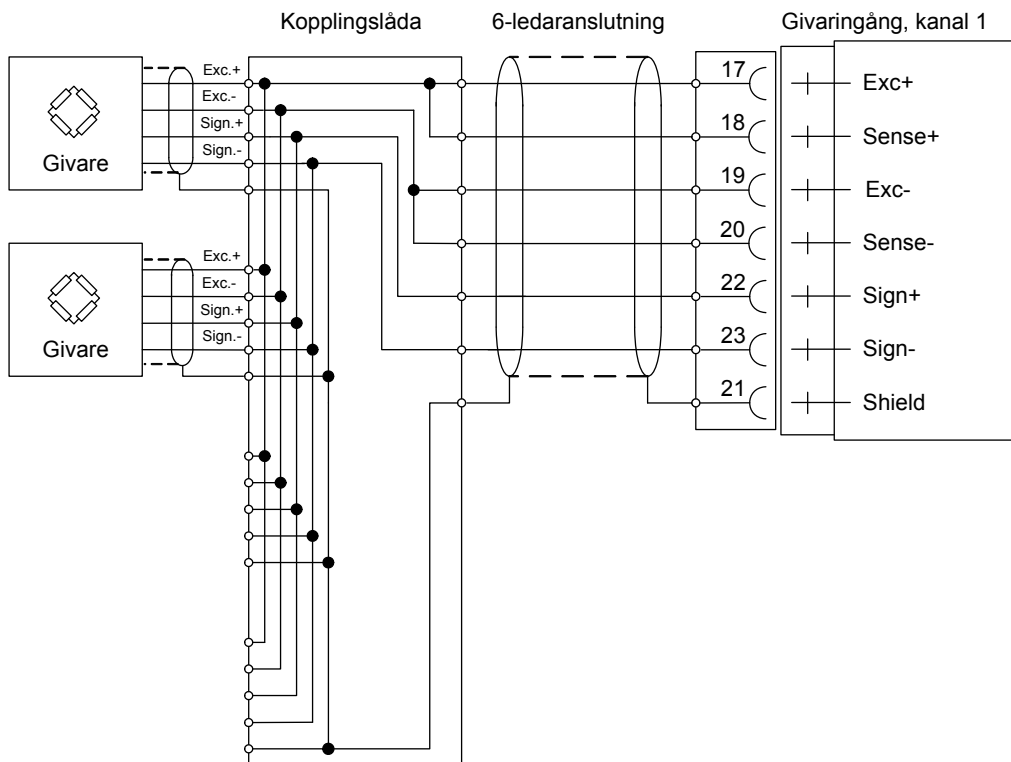 Kopplingslåda
6-ledaranslutning
Givaringång, kanal 1
Givare
Exc.+
Exc.-
Sign.+
Sign.-
17
Exc+
18
Sense+
19
Exc-
20
Sense-
22
Sign+
23
Sign-
21
Shield
Givare
Exc.+
Exc.-
Sign.+
Sign.-